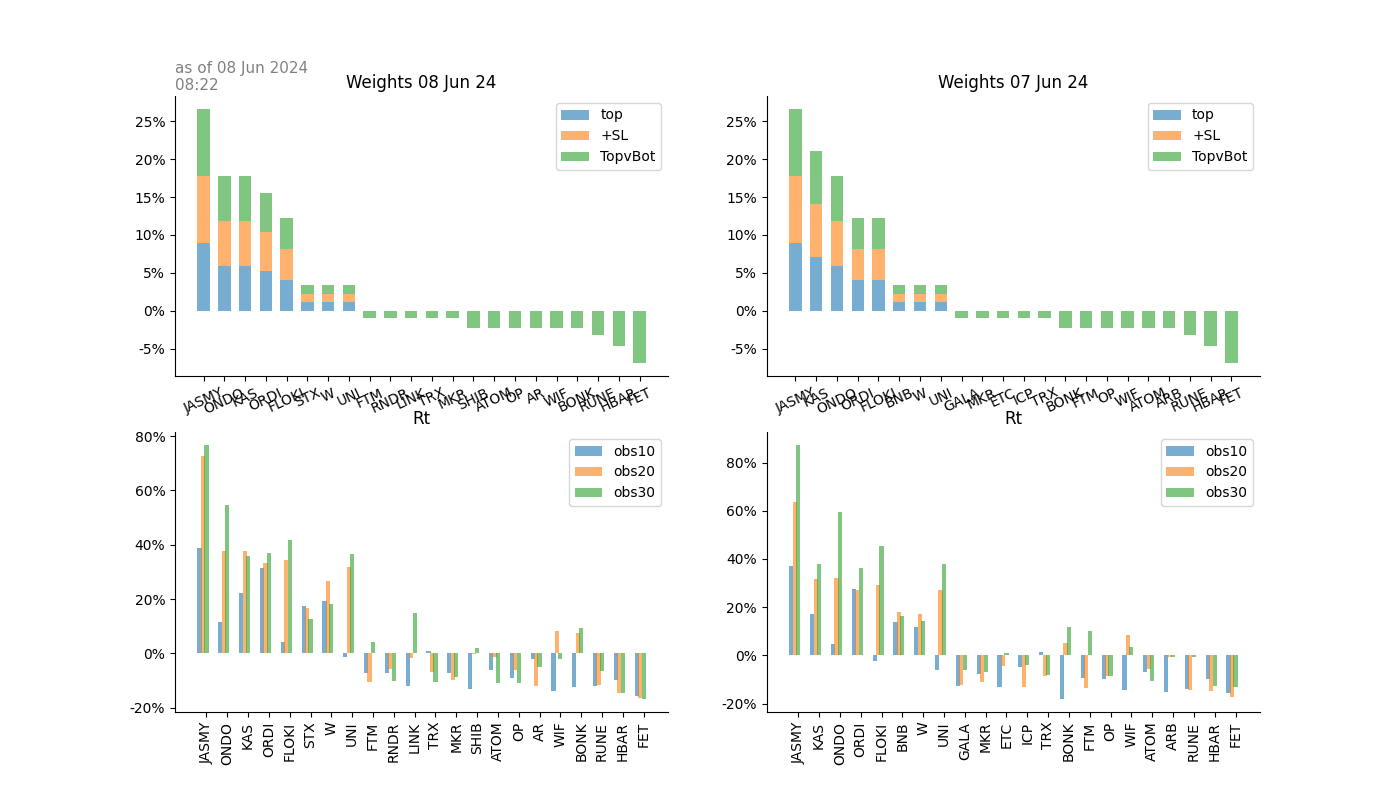 as of 08 Jun 2024
08:22
Weights 08 Jun 24
25%
20%
15%
10%
5%
0%
-5%
top
+SL
TopvBot
JASMY ONDO KAS ORDI FLOKI STX W UNI FTM RNDR LINK TRX MKR SHIB ATOM OP AR WIF BONK RUNE HBAR FET
Weights 07 Jun 24
25%
20%
15%
10%
5%
0%
-5%
top
+SL
TopvBot
JASMY KAS ONDO ORDI FLOKI BNB W UNI GALA MKR ETC ICP TRX BONK FTM OP WIF ATOM ARB RUNE HBAR FET
Rt
80%
60%
40%
20%
0%
-20%
obs10
obs20
obs30
JASMY ONDO KAS ORDI FLOKI STX W UNI FTM RNDR LINK TRX MKR SHIB ATOM OP AR WIF BONK RUNE HBAR FET
Rt
80%
60%
40%
20%
0%
-20%
obs10
obs20
obs30
JASMY KAS ONDO ORDI FLOKI BNB W UNI GALA MKR ETC ICP TRX BONK FTM OP WIF ATOM ARB RUNE HBAR FET